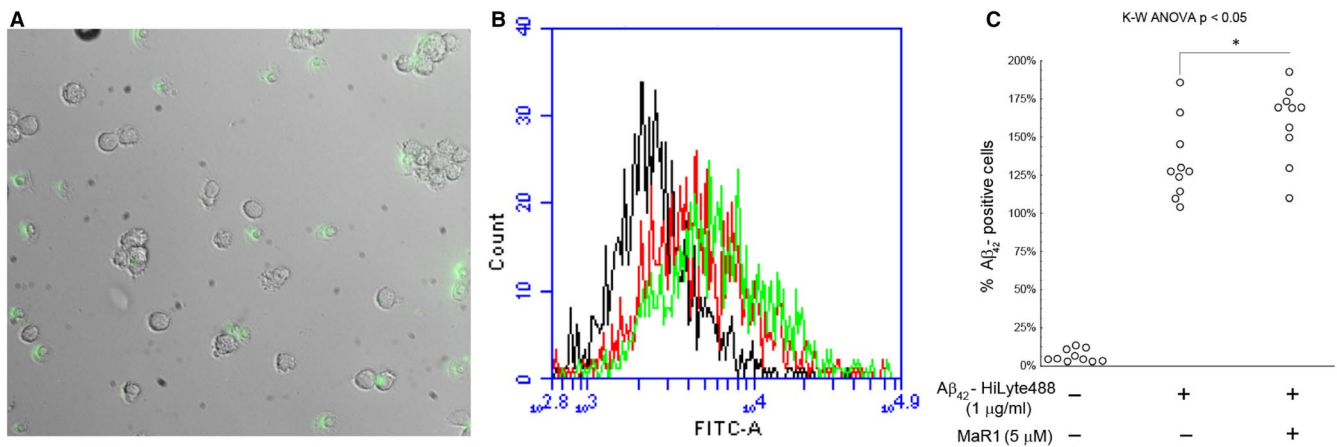 A
B
C
40
30
20
10
0
Count
10^2.8 10^3 10^4 10^4.9
FITC-A
K-W ANOVA p < 0.05
*
200%
175%
150%
125%
100%
75%
50%
25%
0%
% Aβ42- positive cells
Aβ42- HiLyte488 – + +
(1 µg/ml)
MaR1 (5 µM) – – +